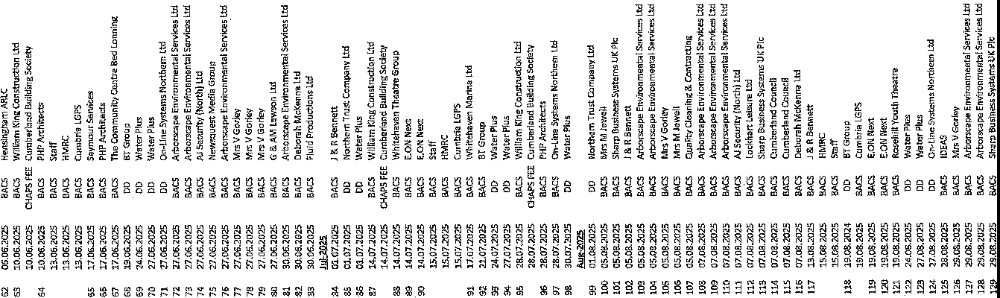 62 06.06.2025 BACS Hensingham ARLC
63 10.06.2025 BACS William King Construction Ltd
10.06.2025 CHAPS FEE Cumberland Building Society
64 10.06.2025 BACS PHP Architects
13.06.2025 BACS Staff
13.06.2025 BACS HMRC
13.06.2025 BACS Cumbria LGPS
65 17.06.2025 BACS Seymour Services
66 17.06.2025 BACS PHP Architects
67 17.06.2025 BACS The Community Centre Red Lonning
68 19.06.2025 DD BT Group
69 24.06.2025 DD Water Plus
70 27.06.2025 DD Water Plus
71 27.06.2025 DD On-Line Systems Northern Ltd
72 27.06.2025 BACS Arborscape Environmental Services Ltd
73 27.06.2025 BACS Arborscape Environmental Services Ltd
74 27.06.2025 BACS AJ Security (North) Ltd
75 27.06.2025 BACS Newsquest Media Group
76 27.06.2025 BACS Arborscape Environmental Services Ltd
77 27.06.2025 BACS Mrs V Gorley
78 27.06.2025 BACS Mrs V Gorley
79 27.06.2025 BACS Mrs V Gorley
80 27.06.2025 BACS G & AM Lawson Ltd
81 30.06.2025 BACS Arborscape Environmental Services Ltd
82 30.06.2025 BACS Deborah McKenna Ltd
83 30.06.2025 BACS Fluid Productions Ltd
Jul-2025
84 01.07.2025 BACS J & R Bennett
85 01.07.2025 DD Northern Trust Company Ltd
86 01.07.2025 DD Water Plus
87 14.07.2025 BACS William King Construction Ltd
14.07.2025 CHAPS FEE Cumberland Building Society
88 14.07.2025 BACS Whitehaven Theatre Group
89 14.07.2025 BACS E.ON Next
90 14.07.2025 BACS E.ON Next
15.07.2025 BACS Staff
15.07.2025 BACS HMRC
15.07.2025 BACS Cumbria LGPS
91 17.07.2025 BACS Whitehaven Marina Ltd
92 21.07.2025 BACS BT Group
93 24.07.2025 DD Water Plus
94 27.07.2025 DD Water Plus
95 28.07.2025 BACS William King Constuction Ltd
28.07.2025 CHAPS FEE Cumberland Building Society
96 28.07.2025 BACS PHP Architects
97 28.07.2025 BACS On-Line Systems Northern Ltd
98 30.07.2025 DD Water Plus
Aug-2025
99 01.08.2025 DD Northern Trust Company Ltd
100 05.08.2025 BACS Mrs M Jewell
101 05.08.2025 BACS Sharp Business Systems UK Plc
102 05.08.2025 BACS J & R Bennett
103 05.08.2025 BACS Arborscape Environmental Services Ltd
104 05.08.2025 BACS Arborscape Environmental Services Ltd
105 05.08.2025 BACS Mrs V Gorley
106 05.08.2025 BACS Mrs M Jewell
107 05.08.2025 BACS Quality Cleaning & Contracting
108 07.08.2025 BACS Arborscape Environmental Services Ltd
109 07.08.2025 BACS Arborscape Environmental Services Ltd
110 07.08.2025 BACS Arborscape Environmental Services Ltd
111 07.08.2025 BACS AJ Security (North) Ltd
112 07.08.2025 BACS Lockhart Leisure Ltd
113 07.08.2025 BACS Sharp Business Systems UK Plc
114 07.08.2025 BACS Cumberland Council
115 07.08.2025 BACS Cumberland Council
116 07.08.2025 BACS Deborah McKenna Ltd
117 13.08.2025 BACS J & R Bennett
15.08.2025 BACS HMRC
15.08.2025 BACS Staff
118 19.08.2024 DD BT Group
19.08.2025 BACS Cumbria LGPS
119 19.08.2025 BACS E.ON Next
120 19.08.2025 BACS E.ON Next
121 19.08.2025 BACS Rosehill Youth Theatre
122 24.08.2025 DD Water Plus
123 27.08.2025 DD Water Plus
124 27.08.2025 DD On-Line Systems Northern Ltd
125 28.08.2025 BACS IDEAS
126 29.08.2025 BACS Mrs V Gorley
127 29.08.2025 BACS Arborscape Environmental Services Ltd
128 29.08.2025 BACS Arborscape Environmental Services Ltd
129 29.08.2025 BACS Sharp Business Systems UK Plc